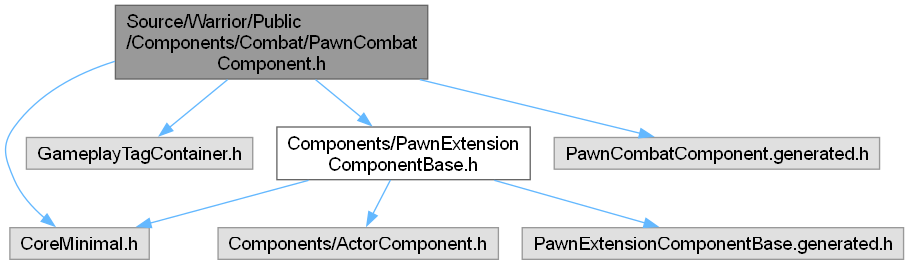 Source/Warrior/Public
/Components/Combat/PawnCombat
Component.h
GameplayTagContainer.h
Components/PawnExtension
ComponentBase.h
PawnCombatComponent.generated.h
CoreMinimal.h
Components/ActorComponent.h
PawnExtensionComponentBase.generated.h